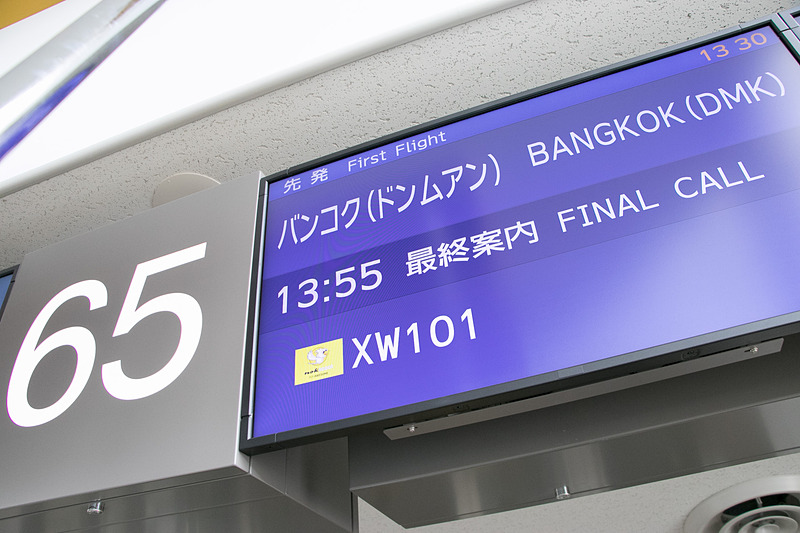 65
13 30
先発 First Flight
バンコク(ドンムアン) BANGKOK(DMK)
13:55 最終案内 FINAL CALL
XW101